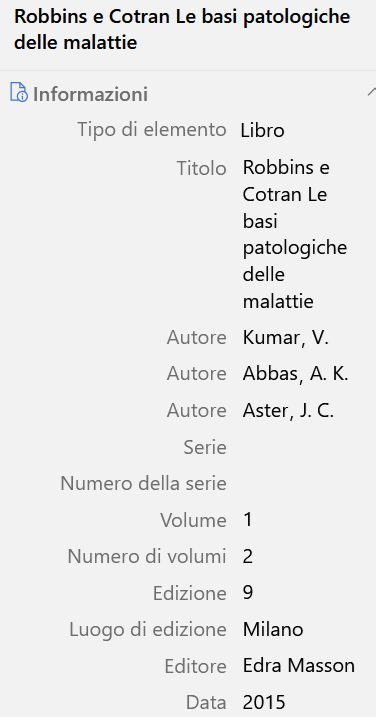 Robbins e Cotran Le basi patologiche
delle malattie
Informazioni
Tipo di elemento Libro
Titolo Robbins e
Cotran Le
basi
patologiche
delle
malattie
Autore Kumar, V.
Autore Abbas, A. K.
Autore Aster, J. C.
Serie
Numero della serie
Volume 1
Numero di volumi 2
Edizione 9
Luogo di edizione Milano
Editore Edra Masson
Data 2015